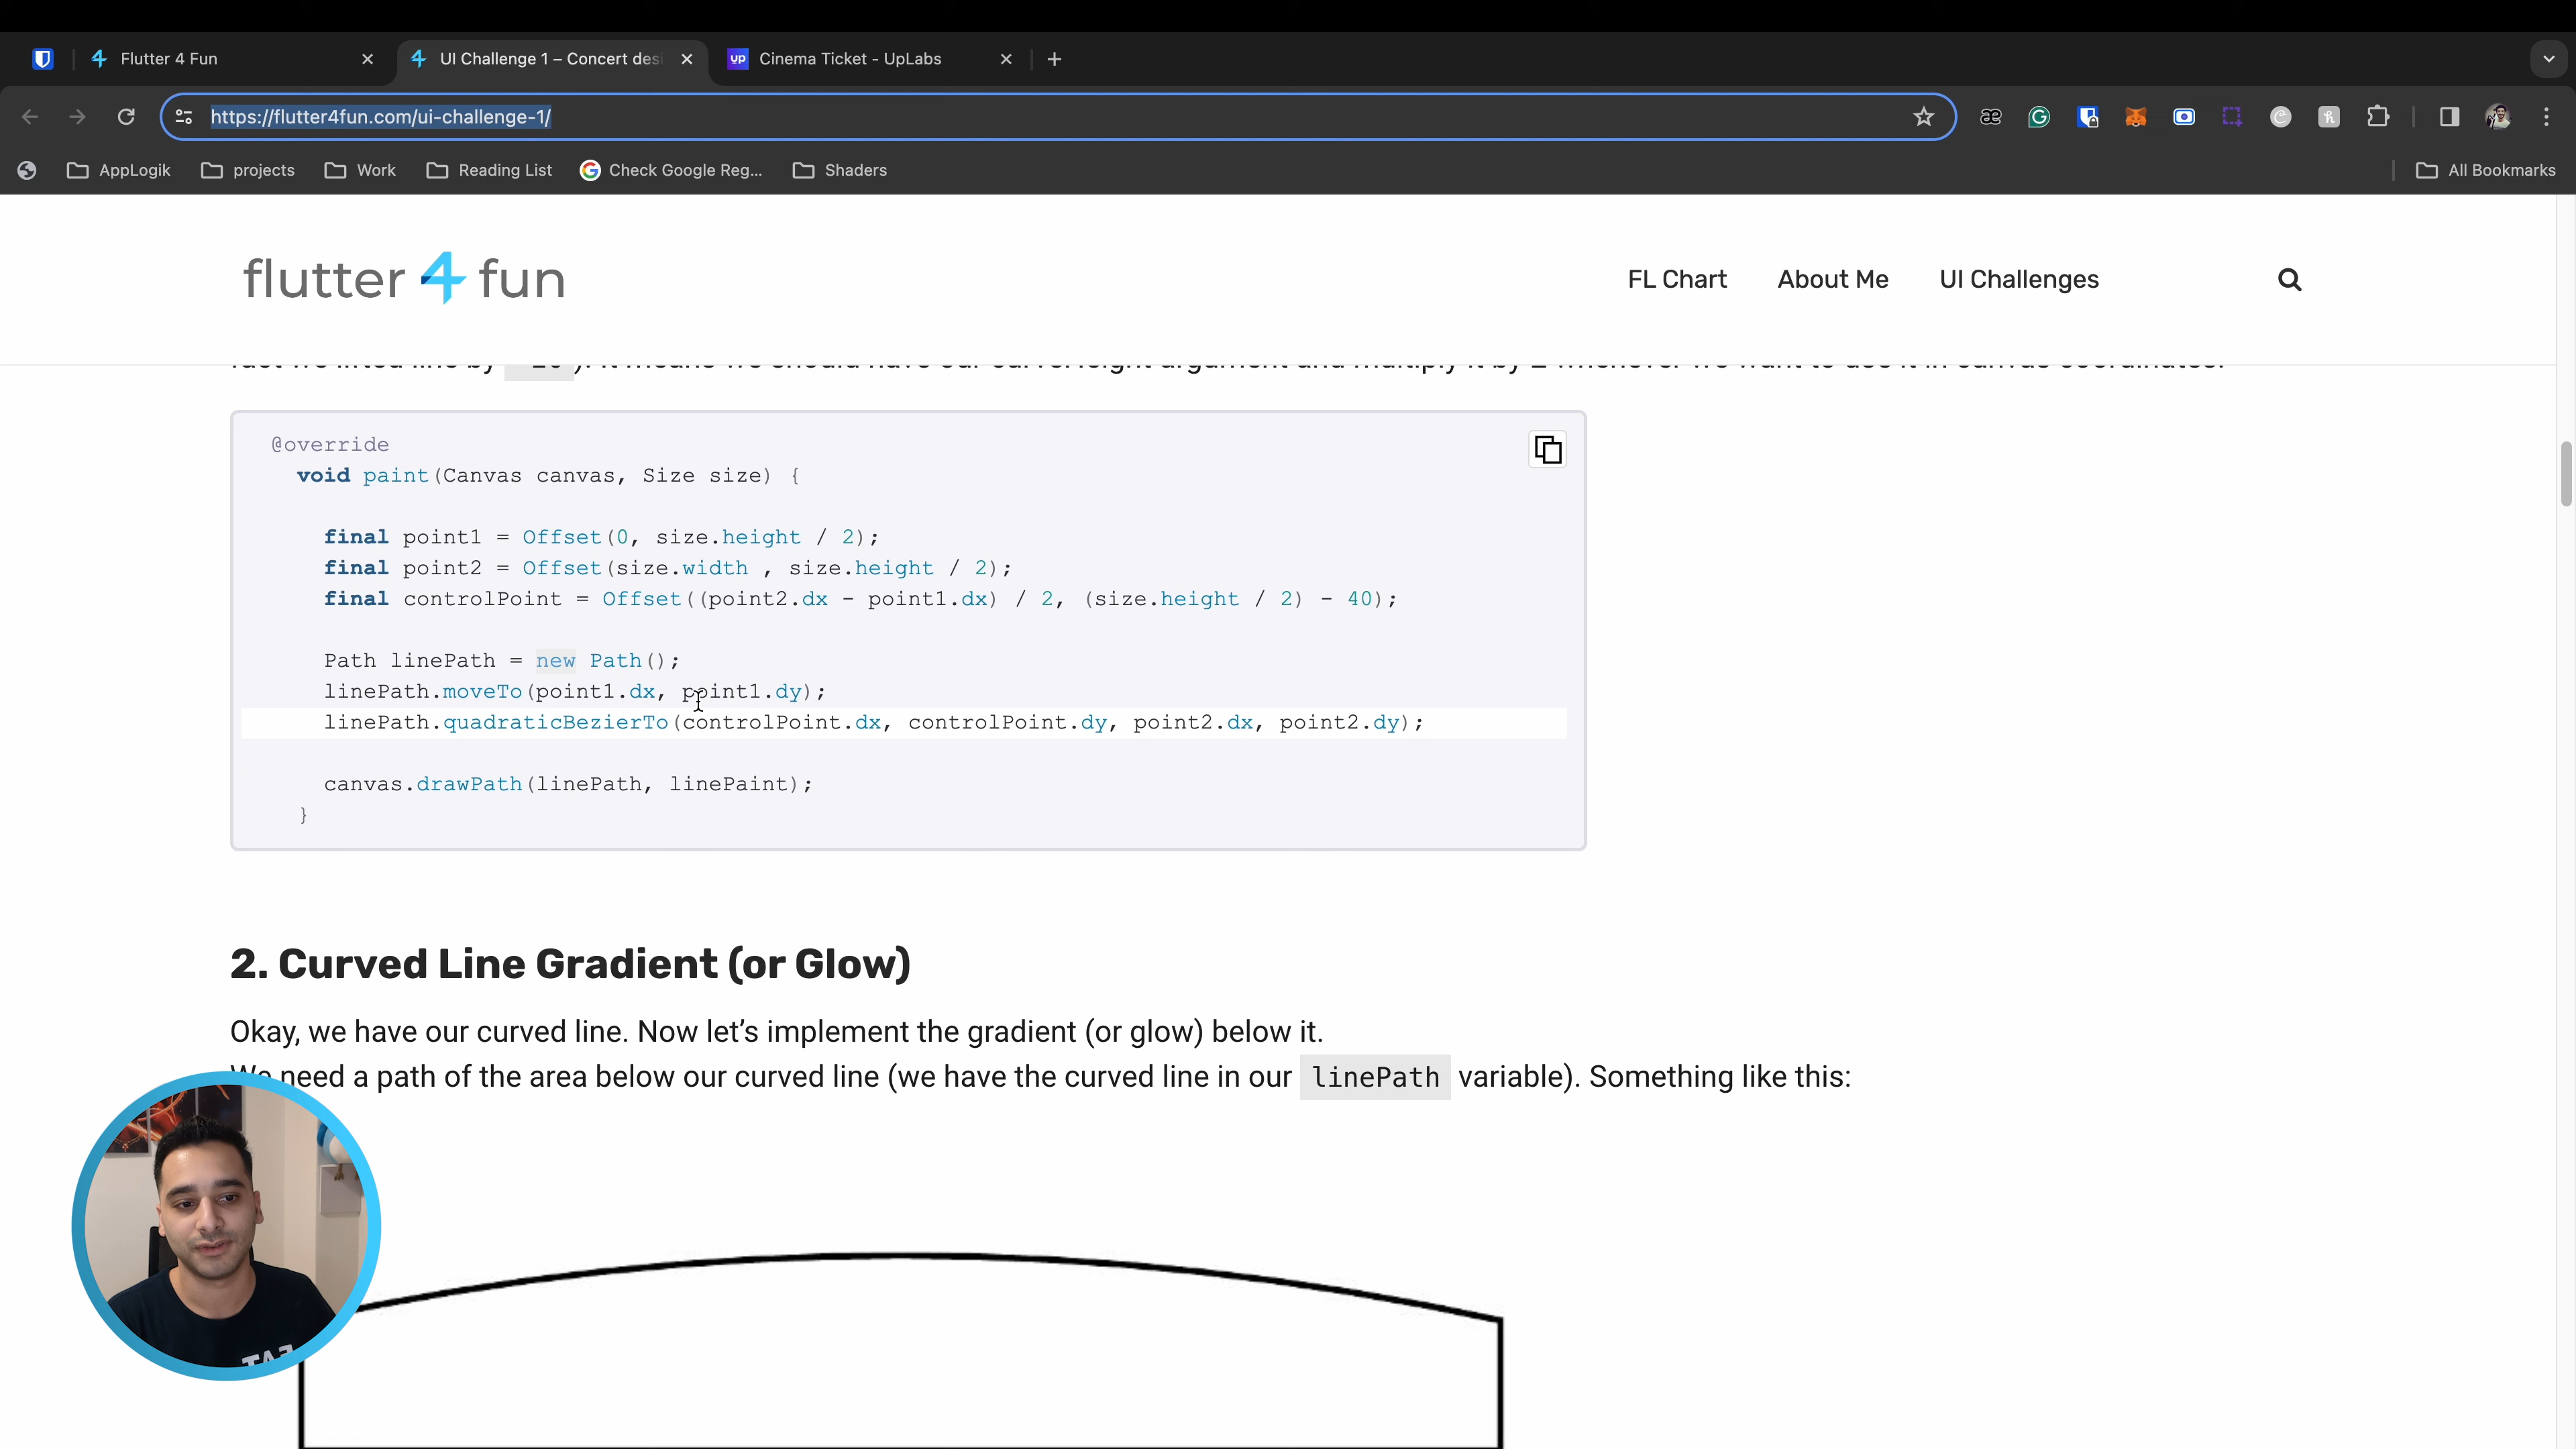 Flutter 4 Fun
UI Challenge 1 – Concert desi
up Cinema Ticket - UpLabs
https://flutter4fun.com/ui-challenge-1/
AppLogik
projects
Work
Reading List
Check Google Reg...
Shaders
All Bookmarks
flutter 4 fun
FL Chart
About Me
UI Challenges
@override
void paint(Canvas canvas, Size size) {
final point1 = Offset(0, size.height / 2);
final point2 = Offset(size.width , size.height / 2);
final controlPoint = Offset((point2.dx - point1.dx) / 2, (size.height / 2) - 40);
Path linePath = new Path();
linePath.moveTo(point1.dx, point1.dy);
linePath.quadraticBezierTo(controlPoint.dx, controlPoint.dy, point2.dx, point2.dy);
canvas.drawPath(linePath, linePaint);
}
2. Curved Line Gradient (or Glow)
Okay, we have our curved line. Now let’s implement the gradient (or glow) below it.
We need a path of the area below our curved line (we have the curved line in our linePath variable). Something like this: